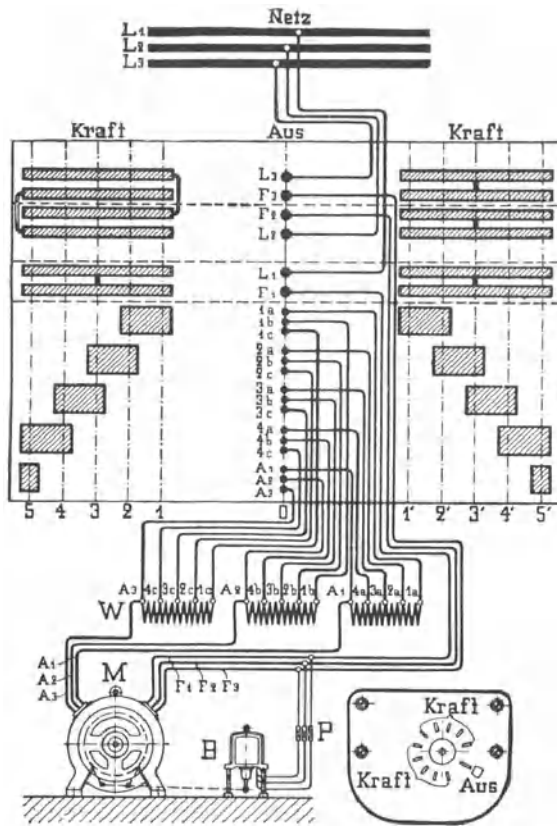 Netz
L1
L2
L3
Kraft Aus Kraft
L3
F3
F2
L2
L1
F1
1a
1b
1c
2a
2b
2c
3a
3b
3c
4a
4b
4c
A1
A2
A3
5 4 3 2 1 0 1' 2' 3' 4' 5'
W A3 4c 3c 2c 1c A2 4b 3b 2b 1b A1 4a 3a 2a 1a
A1
A2
A3
M
F1 F2 F3
B
P
Kraft
Kraft
Aus